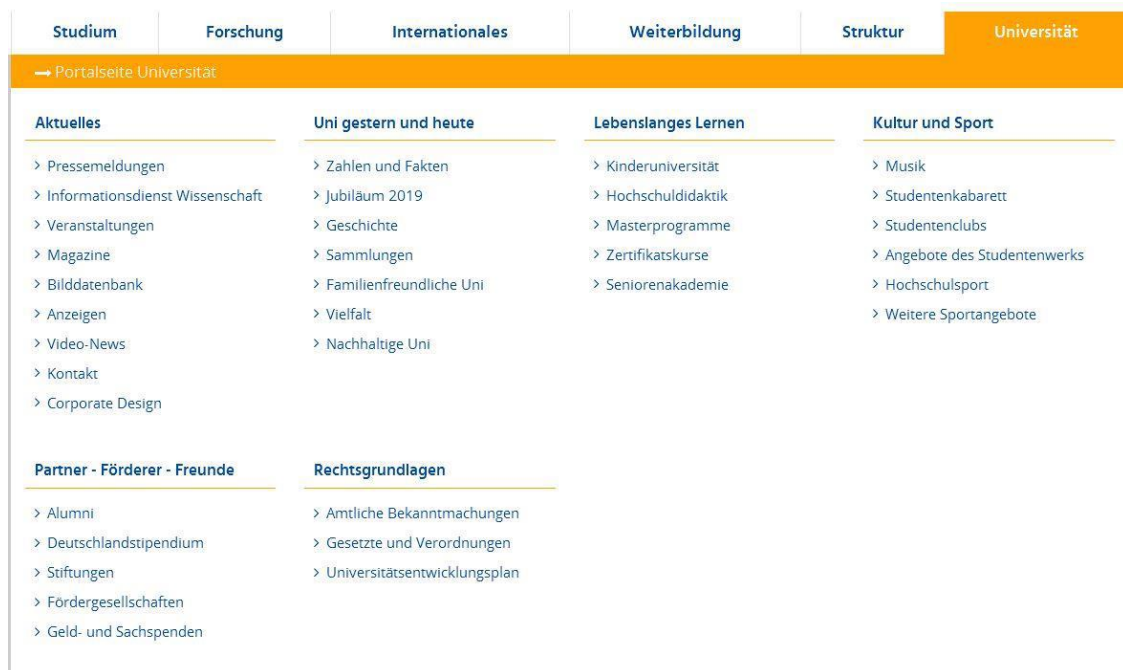 Studium Forschung Internationales Weiterbildung Struktur Universität
→ Portalseite Universität
Aktuelles
> Pressemeldungen
> Informationsdienst Wissenschaft
> Veranstaltungen
> Magazine
> Bilddatenbank
> Anzeigen
> Video-News
> Kontakt
> Corporate Design
Uni gestern und heute
> Zahlen und Fakten
> Jubiläum 2019
> Geschichte
> Sammlungen
> Familienfreundliche Uni
> Vielfalt
> Nachhaltige Uni
Lebenslanges Lernen
> Kinderuniversität
> Hochschuldidaktik
> Masterprogramme
> Zertifikatskurse
> Seniorenakademie
Kultur und Sport
> Musik
> Studentenkabarett
> Studentenclubs
> Angebote des Studentenwerks
> Hochschulsport
> Weitere Sportangebote
Partner - Förderer - Freunde
> Alumni
> Deutschlandstipendium
> Stiftungen
> Fördergesellschaften
> Geld- und Sachspenden
Rechtsgrundlagen
> Amtliche Bekanntmachungen
> Gesetzte und Verordnungen
> Universitätsentwicklungsplan